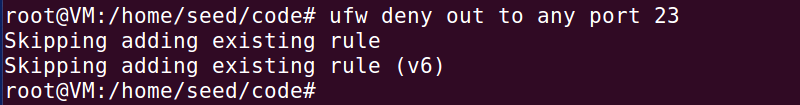 root@VM:/home/seed/code# ufw deny out to any port 23
Skipping adding existing rule
Skipping adding existing rule (v6)
root@VM:/home/seed/code#